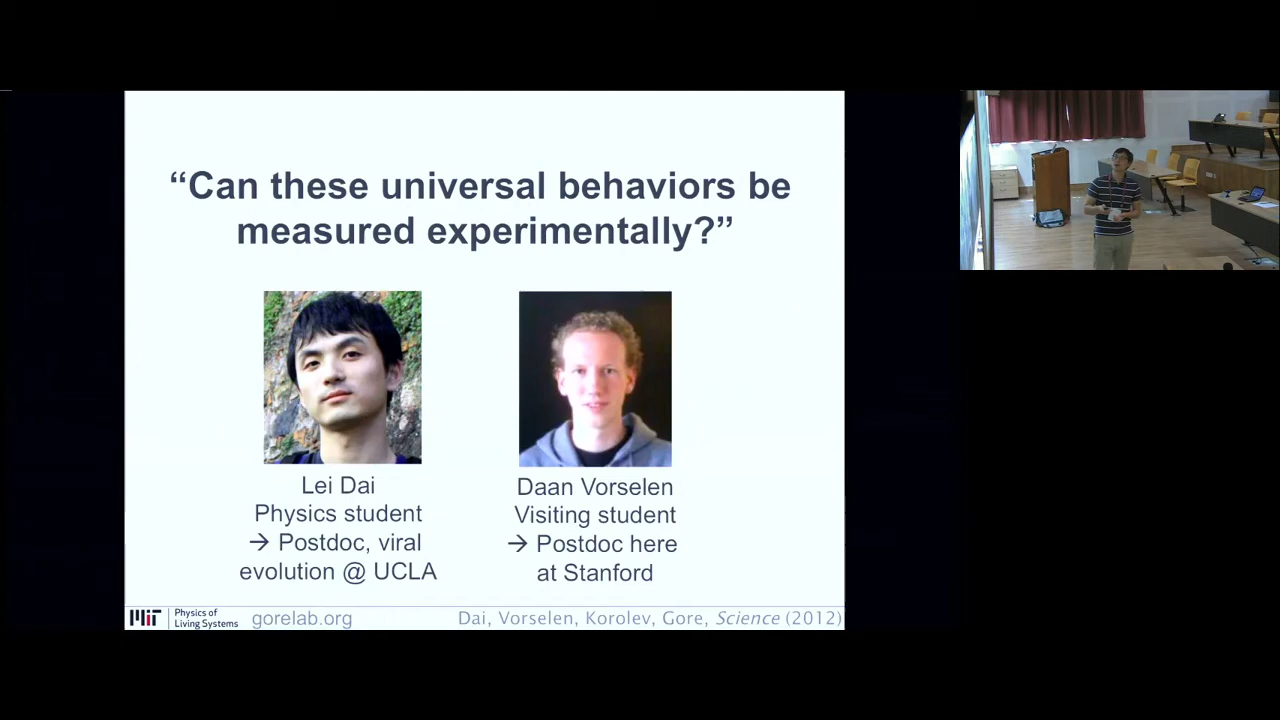 “Can these universal behaviors be
measured experimentally?”
Lei Dai
Physics student
→ Postdoc, viral
evolution @ UCLA
Daan Vorselen
Visiting student
→ Postdoc here
at Stanford
MIT
Physics of
Living Systems
gorelab.org
Dai, Vorselen, Korolev, Gore, Science (2012)